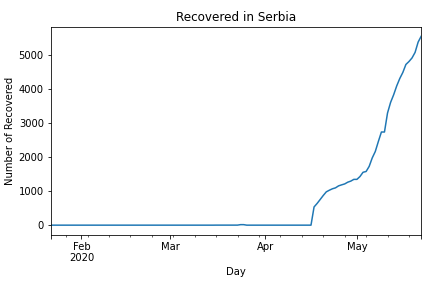 Recovered in Serbia
Number of Recovered
5000
4000
3000
2000
1000
0
Feb
2020
Mar
Apr
May
Day